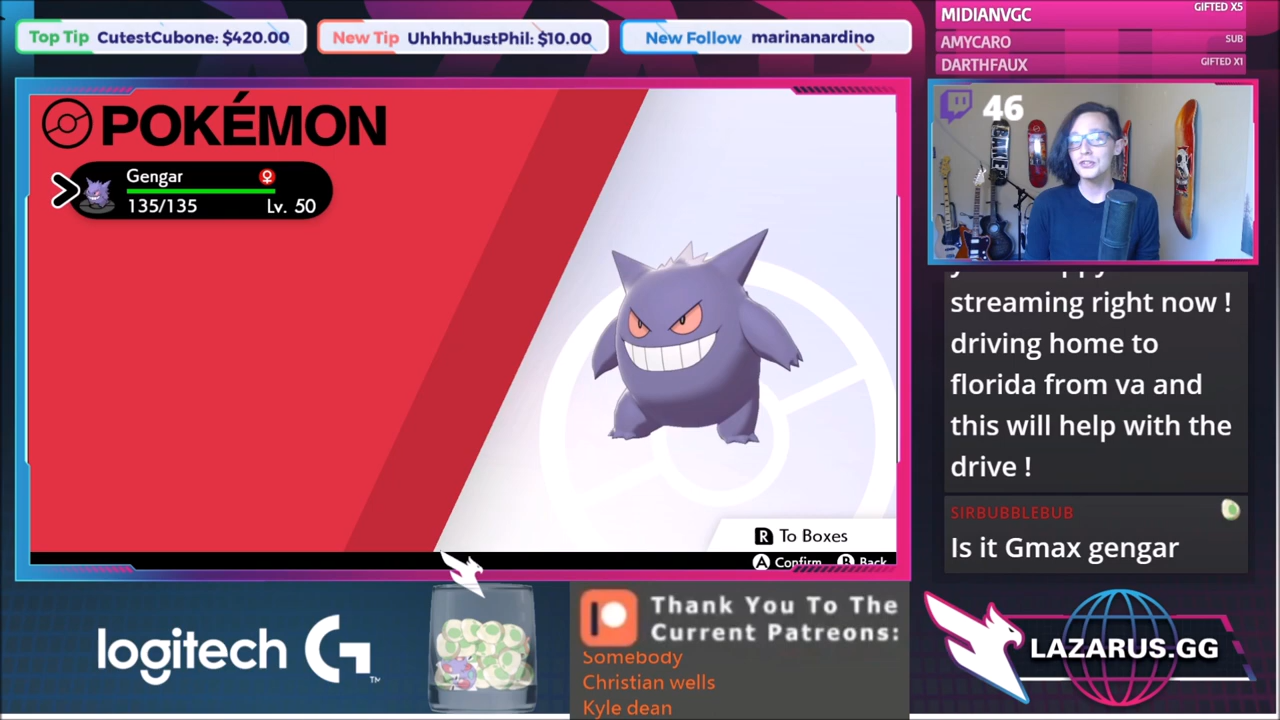 Top Tip CutestCubone: $420.00
New Tip UhhhhJustPhil: $10.00
New Follow marinanardino
MIDIANVGC GIFTED X5
AMYCARO SUB
DARTHFAUX GIFTED X1
POKÉMON
Gengar ♀
135/135 Lv. 50
46
streaming right now !
driving home to
florida from va and
this will help with the
drive !
SIRBUBBLEBUB
Is it Gmax gengar
R To Boxes
A Confirm B Back
logitech G™
Thank You To The
Current Patreons:
Somebody
Christian wells
Kyle dean
LAZARUS.GG